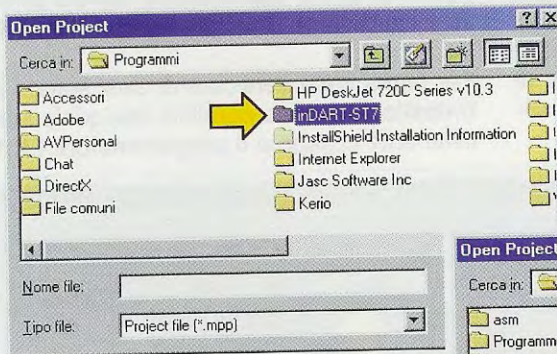 Open Project
Cerca in: Programmi
Accessori
Adobe
AVPersonal
Chat
DirectX
File comuni
HP DeskJet 720C Series v10.3
inDART-ST7
InstallShield Installation Information
Internet Explorer
Jasc Software Inc
Kerio
Nome file:
Tipo file: Project file (*.mpp)
Open Project
Cerca in:
asm